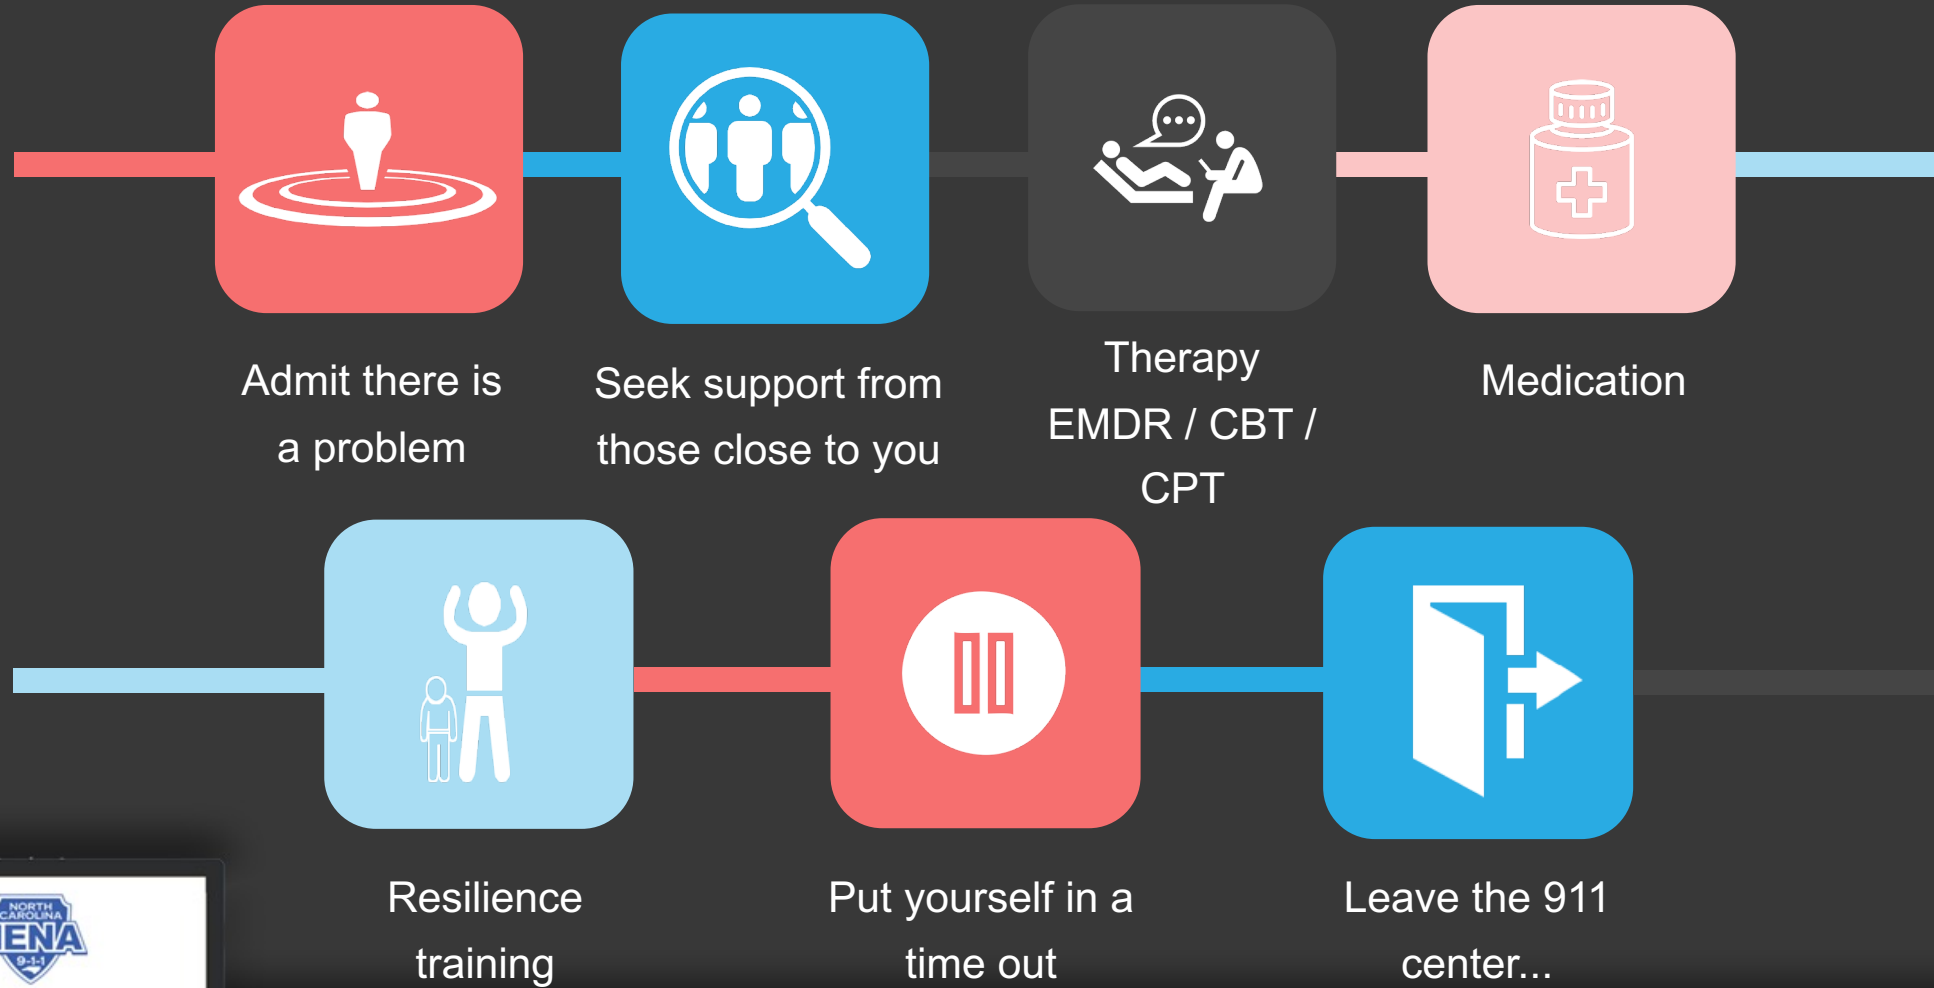 Admit there is
a problem
Seek support from
those close to you
Therapy
EMDR / CBT /
CPT
Medication
Resilience
training
Put yourself in a
time out
Leave the 911
center...
NORTH
CAROLINA
ENA
9-1-1